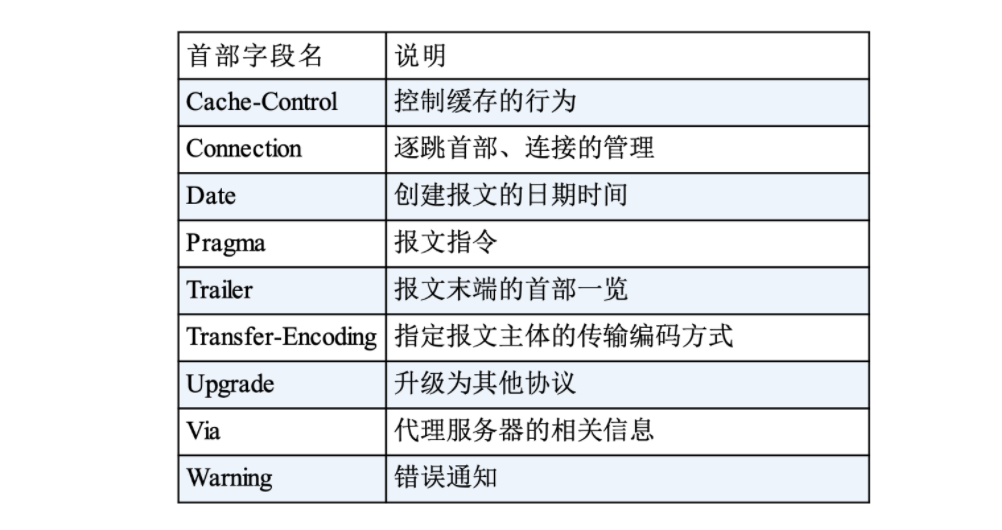 首部字段名 说明
Cache-Control 控制缓存的行为
Connection 逐跳首部、连接的管理
Date 创建报文的日期时间
Pragma 报文指令
Trailer 报文末端的首部一览
Transfer-Encoding 指定报文主体的传输编码方式
Upgrade 升级为其他协议
Via 代理服务器的相关信息
Warning 错误通知